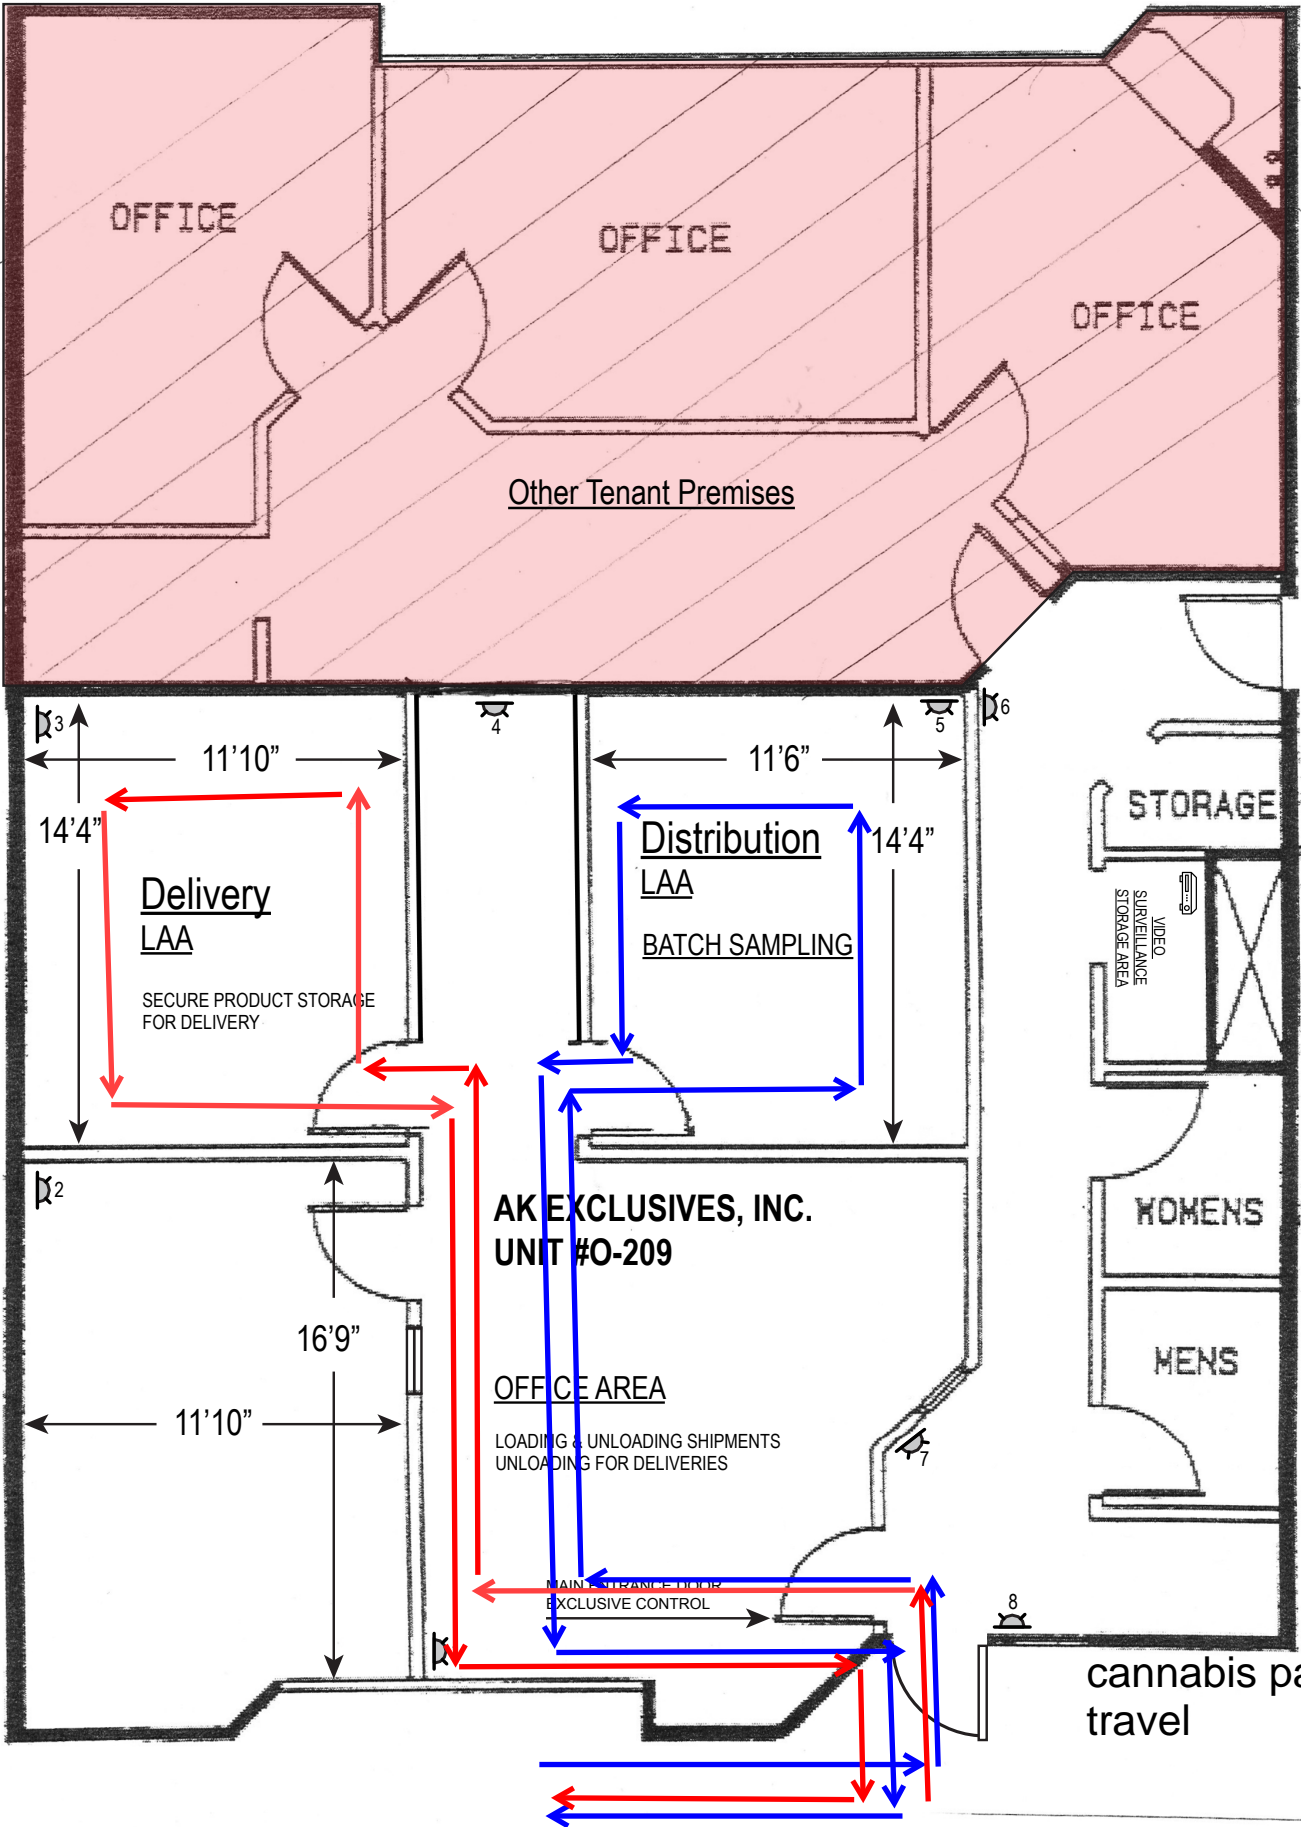 OFFICE
OFFICE
OFFICE
Other Tenant Premises
3
4
5
6
11'10”
11'6”
14'4”
14'4”
STORAGE
Distribution
LAA
BATCH SAMPLING
Delivery
LAA
SECURE PRODUCT STORAGE
FOR DELIVERY
VIDEO
SURVEILLANCE
STORAGE AREA
2
AK EXCLUSIVES, INC.
UNIT #O-209
WOMENS
16'9”
MENS
OFFICE AREA
11'10”
LOADING & UNLOADING SHIPMENTS
UNLOADING FOR DELIVERIES
7
MAIN ENTRANCE DOOR
EXCLUSIVE CONTROL
8
cannabis pa
travel